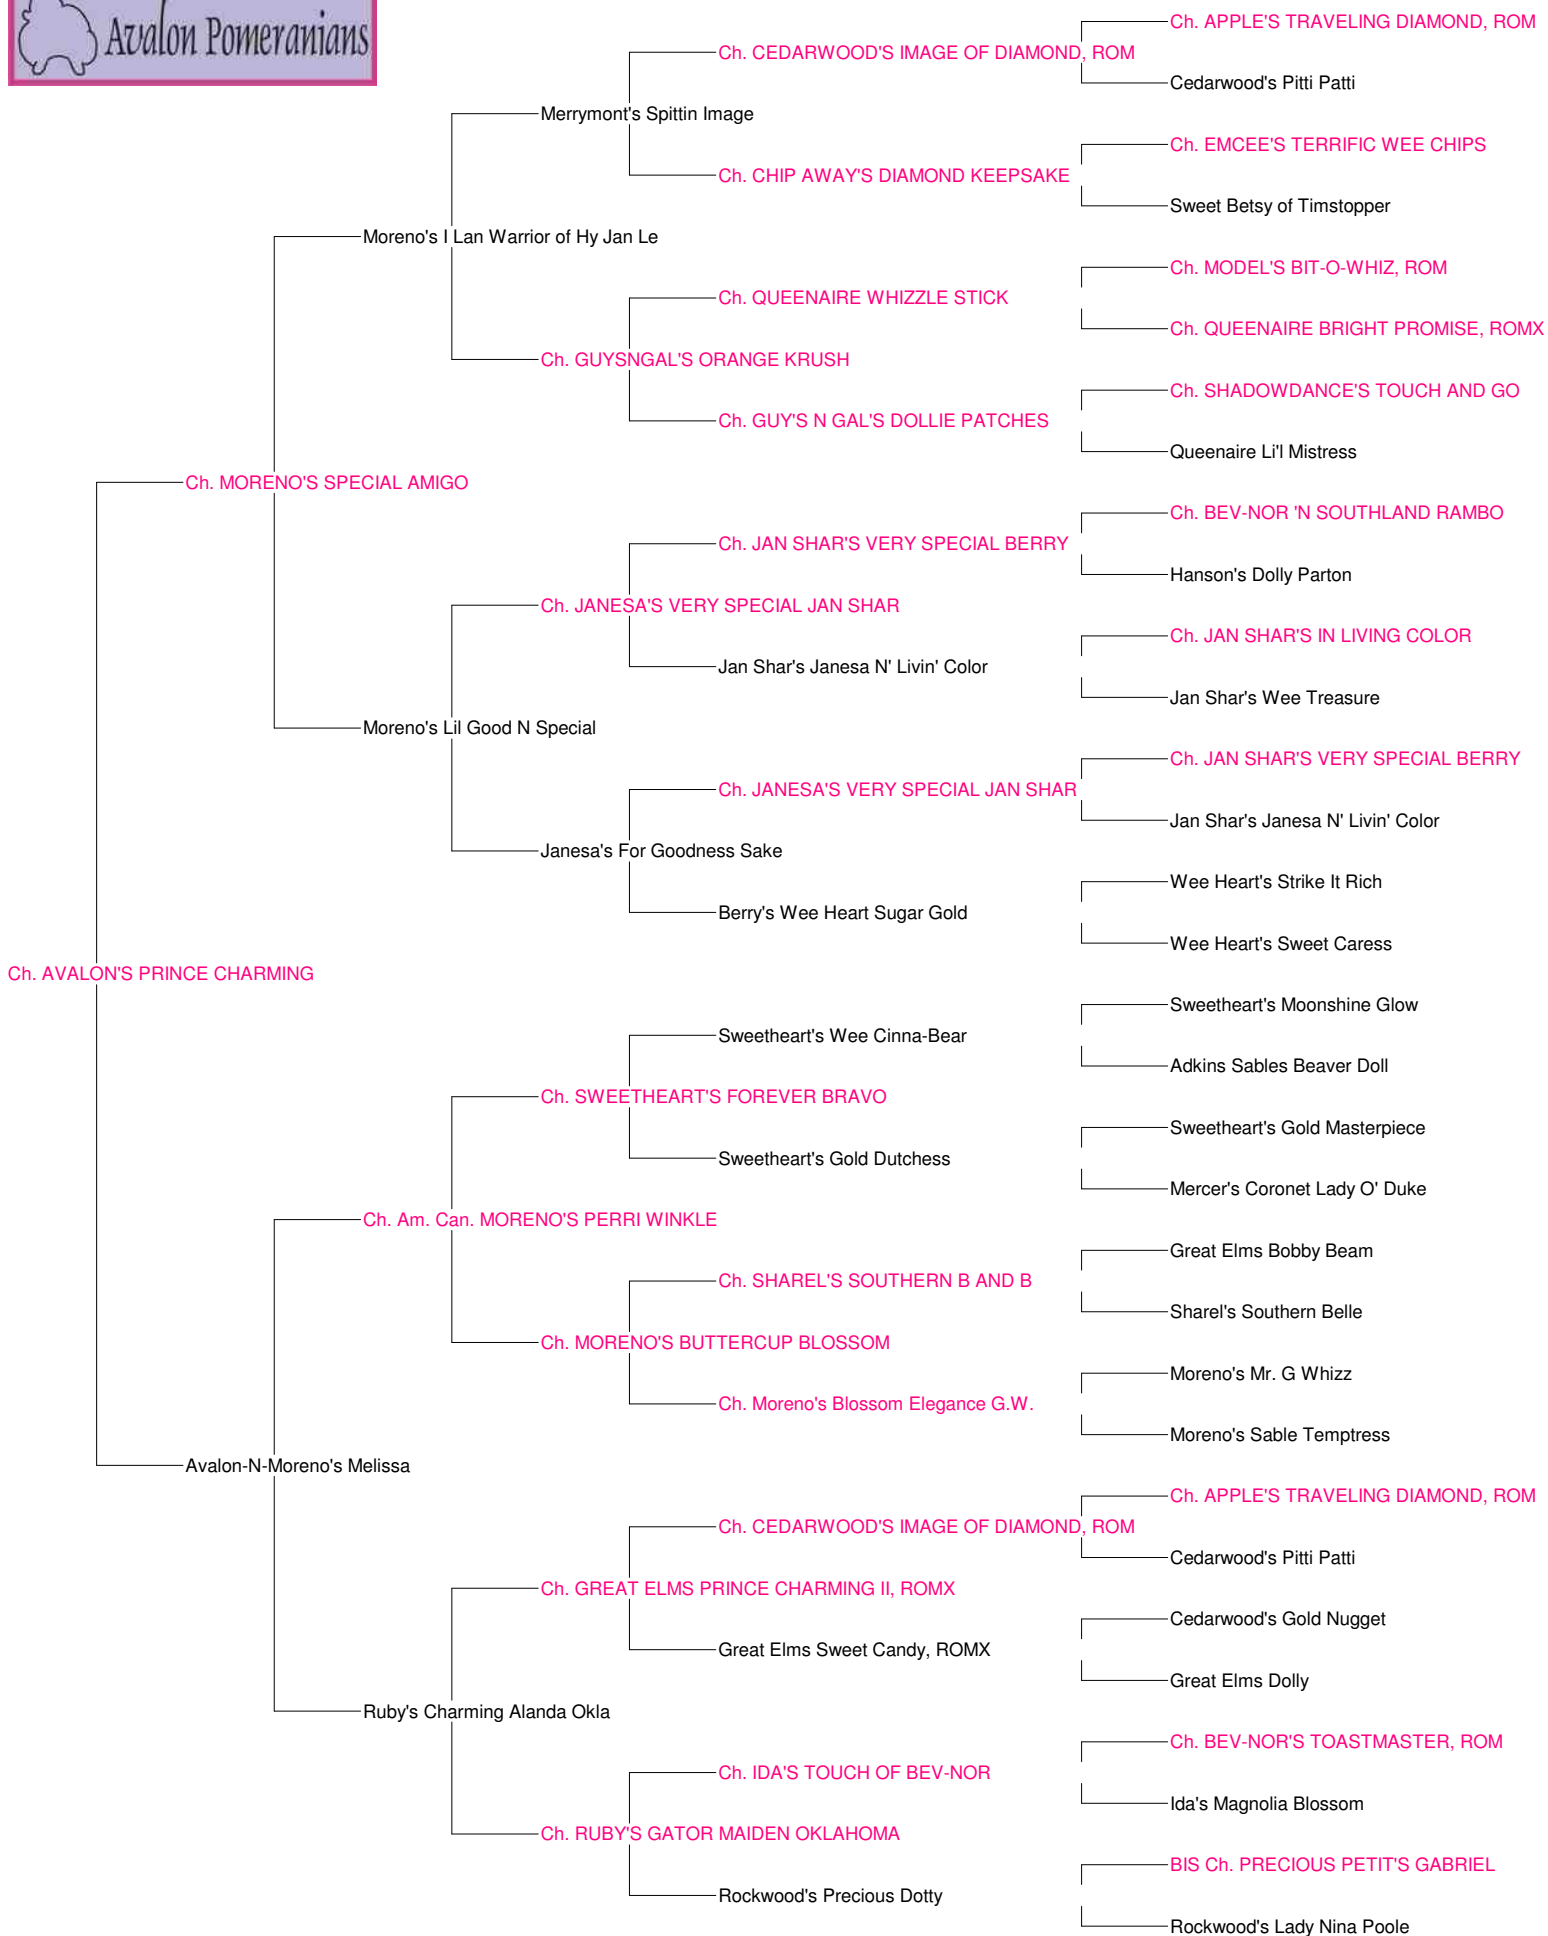 Avalon Pomeranians
Ch. APPLE'S TRAVELING DIAMOND, ROM
Ch. CEDARWOOD'S IMAGE OF DIAMOND, ROM
Cedarwood's Pitti Patti
Merrymont's Spittin Image
Ch. EMCEE'S TERRIFIC WEE CHIPS
Ch. CHIP AWAY'S DIAMOND KEEPSAKE
Sweet Betsy of Timstopper
Moreno's I Lan Warrior of Hy Jan Le
Ch. MODEL'S BIT-O-WHIZ, ROM
Ch. QUEENAIRE WHIZZLE STICK
Ch. QUEENAIRE BRIGHT PROMISE, ROMX
Ch. GUYSNGAL'S ORANGE KRUSH
Ch. SHADOWDANCE'S TOUCH AND GO
Ch. GUY'S N GAL'S DOLLIE PATCHES
Queenaire Li'l Mistress
Ch. MORENO'S SPECIAL AMIGO
Ch. BEV-NOR 'N SOUTHLAND RAMBO
Ch. JAN SHAR'S VERY SPECIAL BERRY
Hanson's Dolly Parton
Ch. JANESA'S VERY SPECIAL JAN SHAR
Ch. JAN SHAR'S IN LIVING COLOR
Jan Shar's Janesa N' Livin' Color
Jan Shar's Wee Treasure
Moreno's Lil Good N Special
Ch. JAN SHAR'S VERY SPECIAL BERRY
Ch. JANESA'S VERY SPECIAL JAN SHAR
Jan Shar's Janesa N' Livin' Color
Janesa's For Goodness Sake
Wee Heart's Strike It Rich
Berry's Wee Heart Sugar Gold
Wee Heart's Sweet Caress
Ch. AVALON'S PRINCE CHARMING
Sweetheart's Moonshine Glow
Sweetheart's Wee Cinna-Bear
Adkins Sables Beaver Doll
Ch. SWEETHEART'S FOREVER BRAVO
Sweetheart's Gold Masterpiece
Sweetheart's Gold Dutchess
Mercer's Coronet Lady O' Duke
Ch. Am. Can. MORENO'S PERRI WINKLE
Great Elms Bobby Beam
Ch. SHAREL'S SOUTHERN B AND B
Sharel's Southern Belle
Ch. MORENO'S BUTTERCUP BLOSSOM
Moreno's Mr. G Whizz
Ch. Moreno's Blossom Elegance G.W.
Moreno's Sable Temptress
Avalon-N-Moreno's Melissa
Ch. APPLE'S TRAVELING DIAMOND, ROM
Ch. CEDARWOOD'S IMAGE OF DIAMOND, ROM
Cedarwood's Pitti Patti
Ch. GREAT ELMS PRINCE CHARMING II, ROMX
Cedarwood's Gold Nugget
Great Elms Sweet Candy, ROMX
Great Elms Dolly
Ruby's Charming Alanda Okla
Ch. BEV-NOR'S TOASTMASTER, ROM
Ch. IDA'S TOUCH OF BEV-NOR
Ida's Magnolia Blossom
Ch. RUBY'S GATOR MAIDEN OKLAHOMA
BIS Ch. PRECIOUS PETIT'S GABRIEL
Rockwood's Precious Dotty
Rockwood's Lady Nina Poole